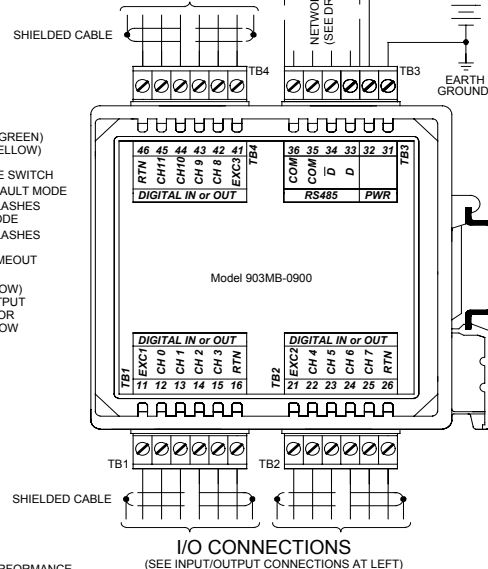 SHIELDED CABLE
TB4
NETWOR
(SEE DR
TB3
EARTH
GROUND
GREEN)
ELLOW)
E SWITCH
AULT MODE
LASHES
ODE
LASHES
MEOUT
OW)
TPUT
OR
OW
46 45 44 43 42 41
RTN CH11 CH10 CH 9 CH 8 EXC3
TB4
DIGITAL IN or OUT
36 35 34 33 32 31
COM COM D D
TB3
RS485 PWR
Model 903MB-0900
DIGITAL IN or OUT
TB1
EXC1 CH 0 CH 1 CH 2 CH 3 RTN
11 12 13 14 15 16
DIGITAL IN or OUT
TB2
EXC2 CH 4 CH 5 CH 6 CH 7 RTN
21 22 23 24 25 26
TB1
TB2
SHIELDED CABLE
I/O CONNECTIONS
(SEE INPUT/OUTPUT CONNECTIONS AT LEFT)
RFORMANCE